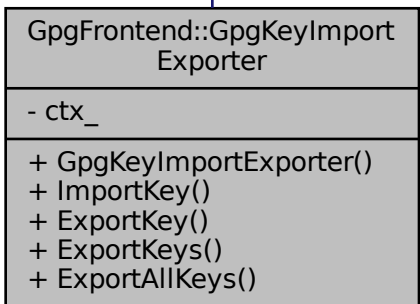 GpgFrontend::GpgKeyImport
Exporter
- ctx_
+ GpgKeyImportExporter()
+ ImportKey()
+ ExportKey()
+ ExportKeys()
+ ExportAllKeys()